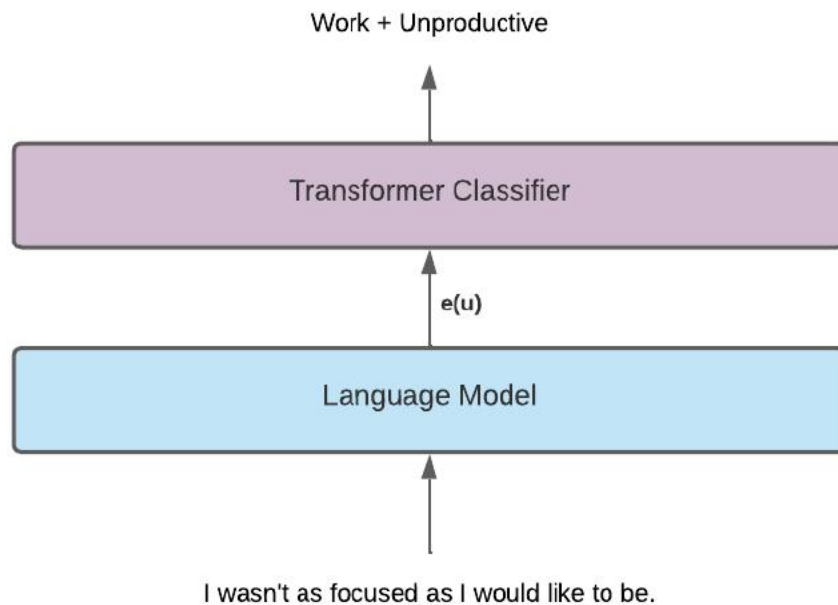 Work + Unproductive
Transformer Classifier
e(u)
Language Model
I wasn't as focused as I would like to be.